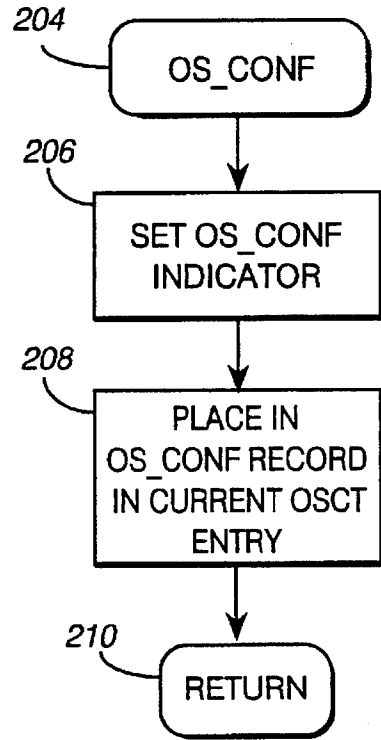 204
OS_CONF
206
SET OS_CONF
INDICATOR
208
PLACE IN
OS_CONF RECORD
IN CURRENT OSCT
ENTRY
210
RETURN